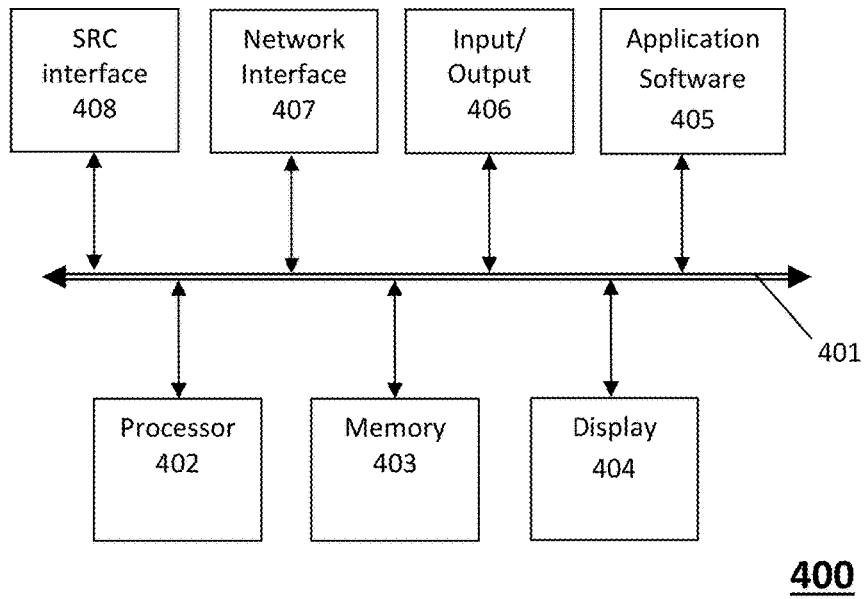 SRC
interface
408
Network
Interface
407
Input/
Output
406
Application
Software
405
401
Processor
402
Memory
403
Display
404
400